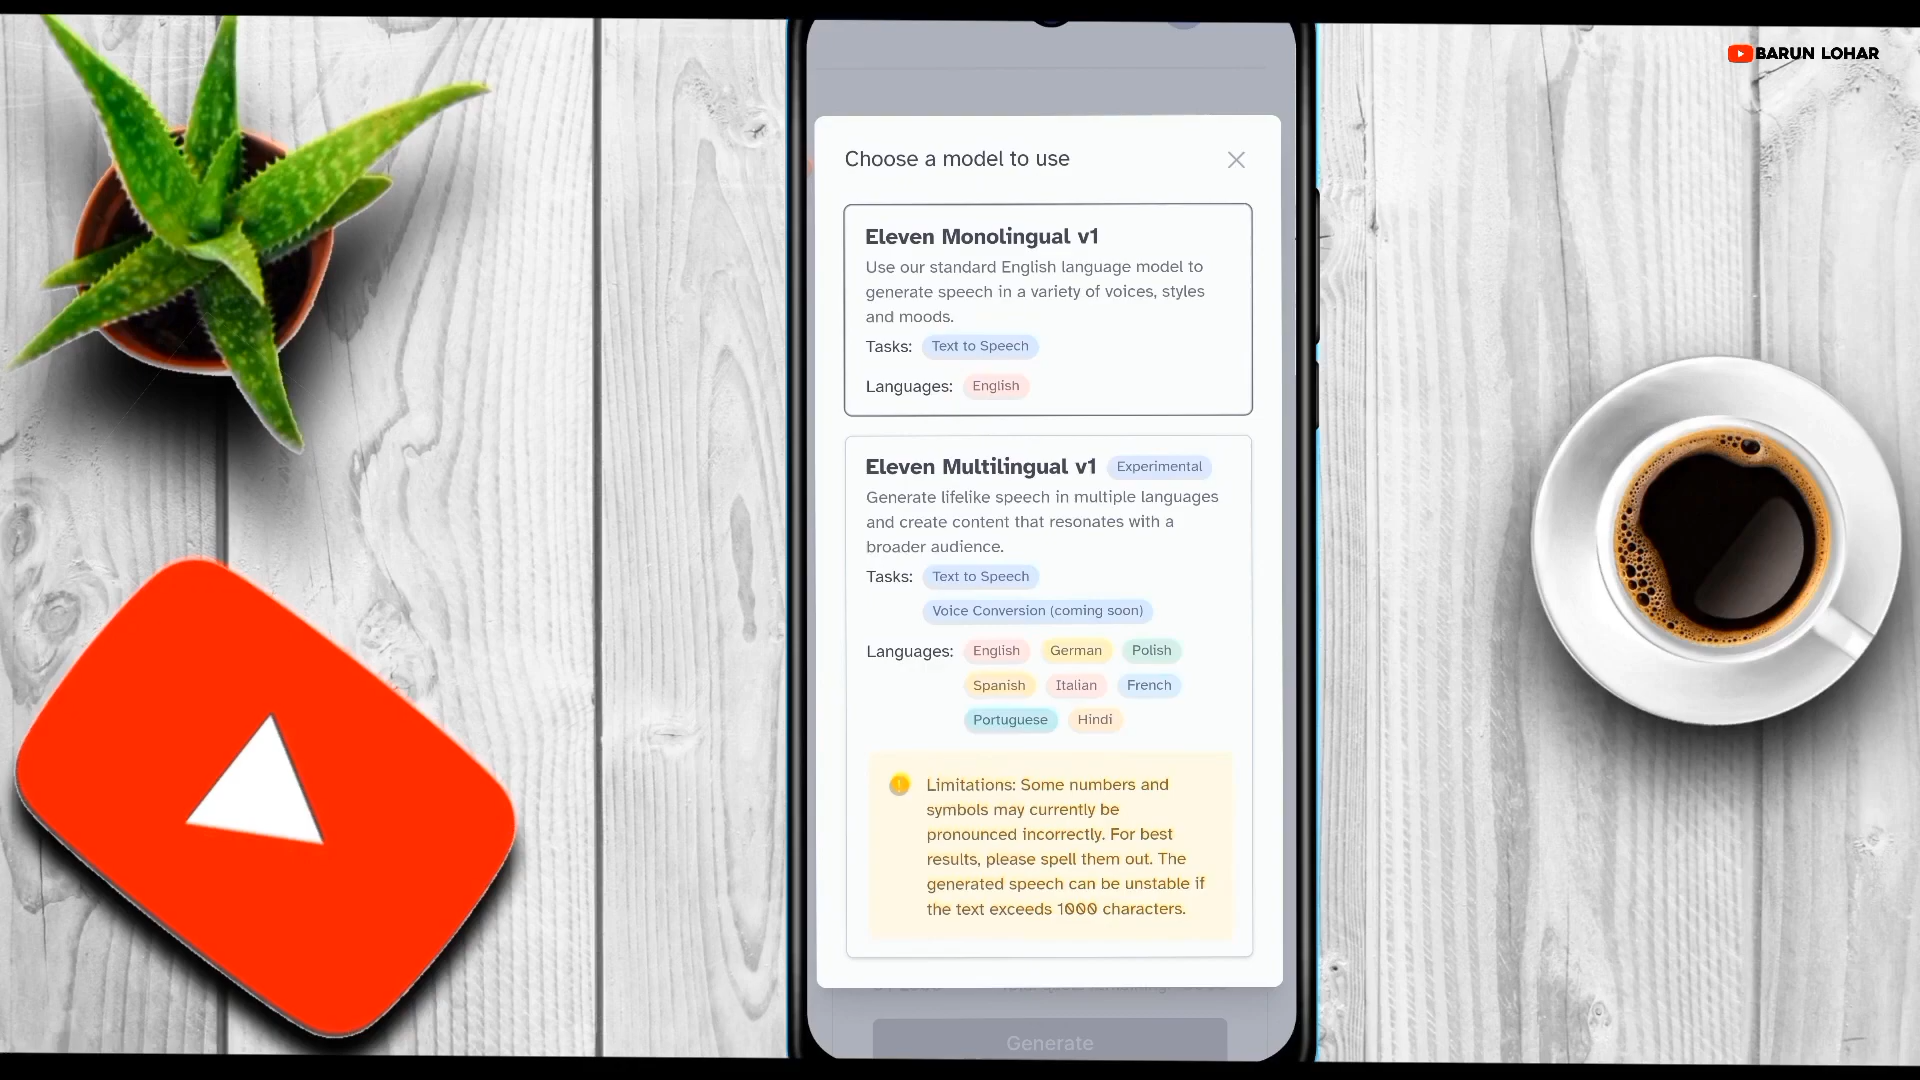 BARUN LOHAR
Choose a model to use
Eleven Monolingual v1
Use our standard English language model to
generate speech in a variety of voices, styles
and moods.
Tasks: Text to Speech
Languages: English
Eleven Multilingual v1 Experimental
Generate lifelike speech in multiple languages
and create content that resonates with a
broader audience.
Tasks: Text to Speech
Voice Conversion (coming soon)
Languages: English German Polish
Spanish Italian French
Portuguese Hindi
Limitations: Some numbers and
symbols may currently be
pronounced incorrectly. For best
results, please spell them out. The
generated speech can be unstable if
the text exceeds 1000 characters.
Generate